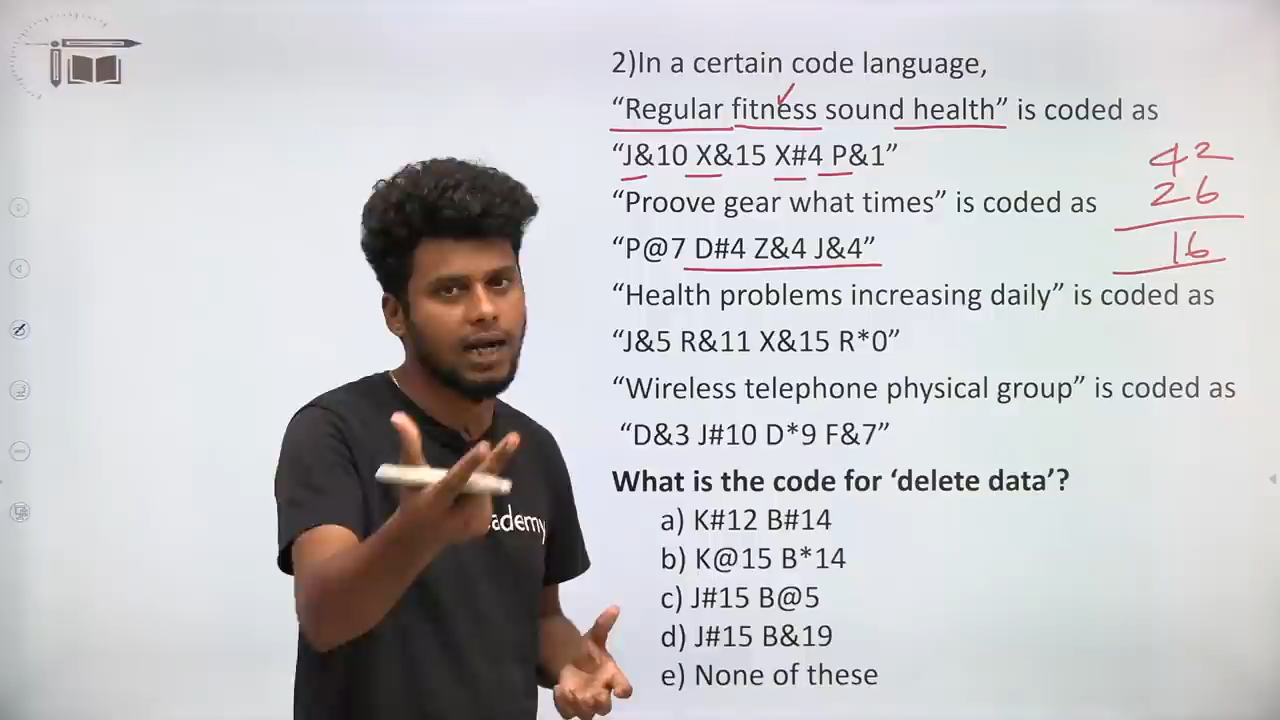 2)In a certain code language,
“Regular fitness sound health” is coded as
“J&10 X&15 X#4 P&1”
42
“Proove gear what times” is coded as
26
“P@7 D#4 Z&4 J&4”
16
“Health problems increasing daily” is coded as
“J&5 R&11 X&15 R*0”
“Wireless telephone physical group” is coded as
“D&3 J#10 D*9 F&7”
What is the code for ‘delete data’?
a) K#12 B#14
b) K@15 B*14
c) J#15 B@5
d) J#15 B&19
e) None of these
ademy